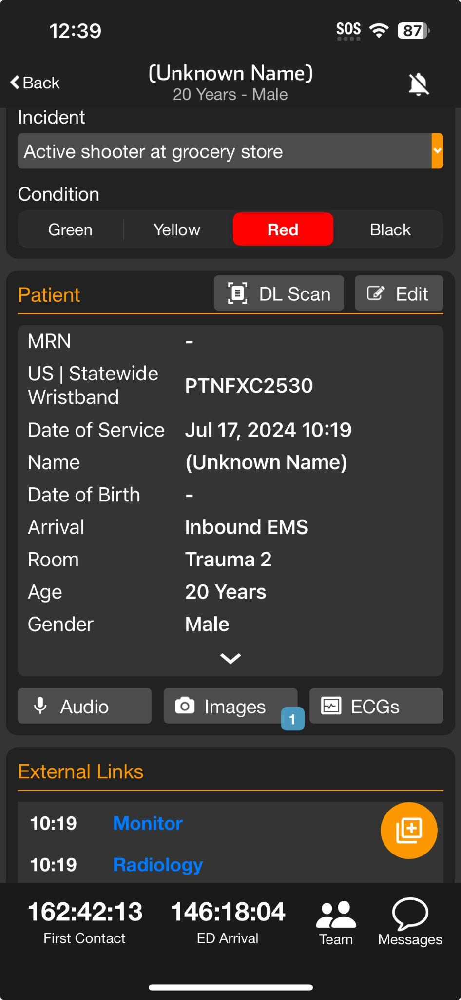 12:39
SOS
87
Back
(Unknown Name)
20 Years - Male
Incident
Active shooter at grocery store
Condition
Green Yellow Red Black
Patient
DL Scan
Edit
MRN -
US | Statewide
Wristband
PTNFXC2530
Date of Service Jul 17, 2024 10:19
Name (Unknown Name)
Date of Birth -
Arrival Inbound EMS
Room Trauma 2
Age 20 Years
Gender Male
Audio Images 1 ECGs
External Links
10:19 Monitor
10:19 Radiology
162:42:13 146:18:04
First Contact ED Arrival Team Messages